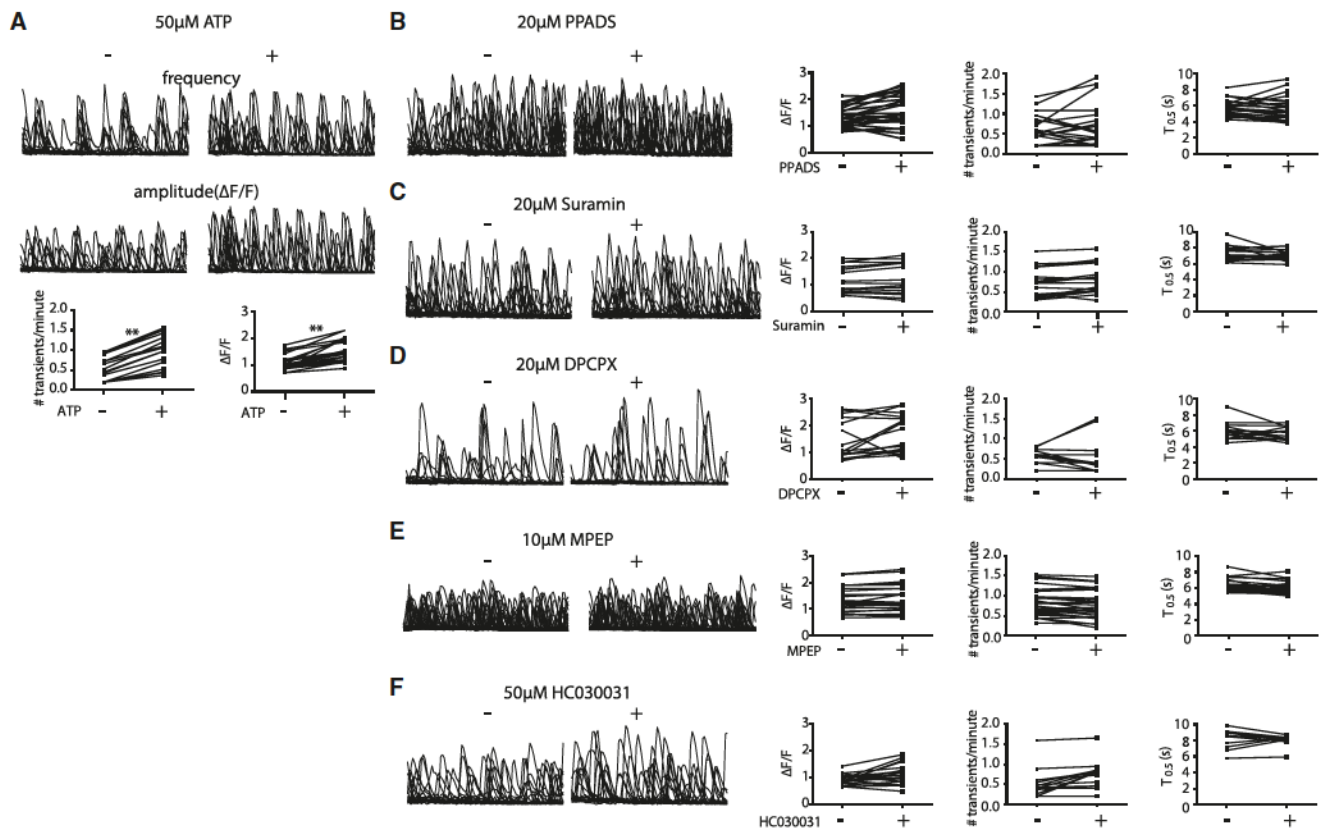 A
50μM ATP
- +
frequency
amplitude(ΔF/F)
# transients/minute
2.0
1.5
1.0
0.5
0.0
**
ATP - +
ΔF/F
3
2
1
0
**
ATP - +
B
20μM PPADS
- +
ΔF/F
3
2
1
0
PPADS - +
# transients/minute
2.0
1.5
1.0
0.5
0.0
- +
T 0.5 (s)
10
8
6
4
2
0
- +
C
20μM Suramin
- +
ΔF/F
3
2
1
0
Suramin - +
# transients/minute
2.0
1.5
1.0
0.5
0.0
- +
T 0.5 (s)
10
8
6
4
2
0
- +
D
20μM DPCPX
- +
ΔF/F
3
2
1
0
DPCPX - +
# transients/minute
2.0
1.5
1.0
0.5
0.0
- +
T 0.5 (s)
10
8
6
4
2
0
- +
E
10μM MPEP
- +
ΔF/F
3
2
1
0
MPEP - +
# transients/minute
2.0
1.5
1.0
0.5
0.0
- +
T 0.5 (s)
10
8
6
4
2
0
- +
F
50μM HC030031
- +
ΔF/F
3
2
1
0
HC030031 - +
# transients/minute
2.0
1.5
1.0
0.5
0.0
- +
T 0.5 (s)
10
8
6
4
2
0
- +